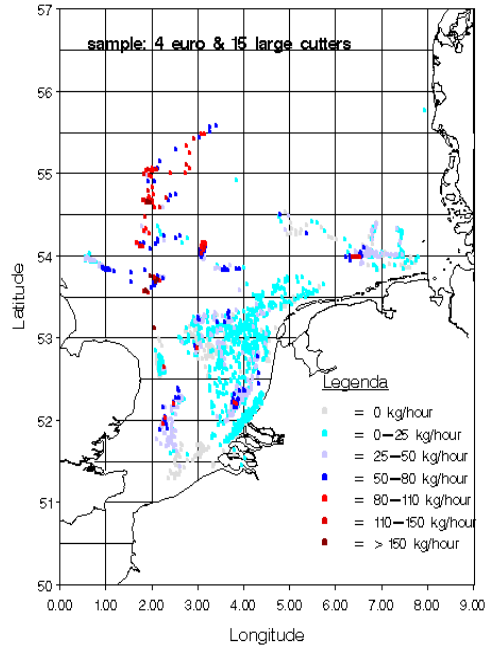 57
sample: 4 euro & 15 large cutters
56
55
54
53
52
51
50
Latitude
Legenda
= 0 kg/hour
= 0–25 kg/hour
= 25–50 kg/hour
= 50–80 kg/hour
= 80–110 kg/hour
= 110–150 kg/hour
= > 150 kg/hour
0.00 1.00 2.00 3.00 4.00 5.00 6.00 7.00 8.00 9.00
Longitude